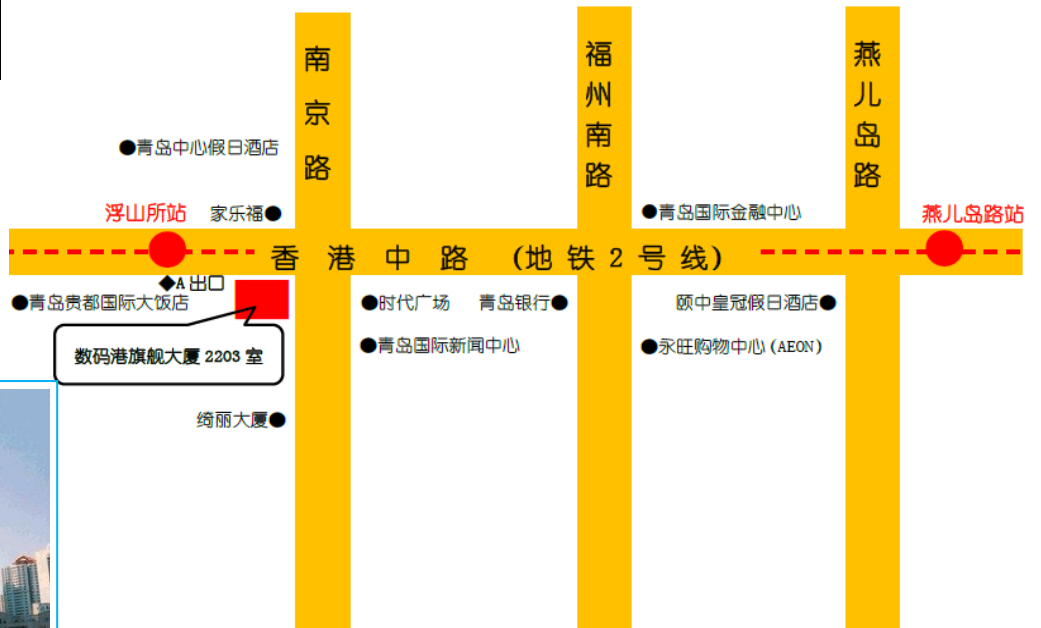 南京路
福州南路
燕儿岛路
●青岛中心假日酒店
浮山所站
家乐福●
●青岛国际金融中心
燕儿岛路站
香港中路 (地铁2号线)
◆A出口
●青岛贵都国际大饭店
●时代广场
青岛银行●
颐中皇冠假日酒店●
数码港旗舰大厦2203室
●青岛国际新闻中心
●永旺购物中心(AEON)
绮丽大厦●